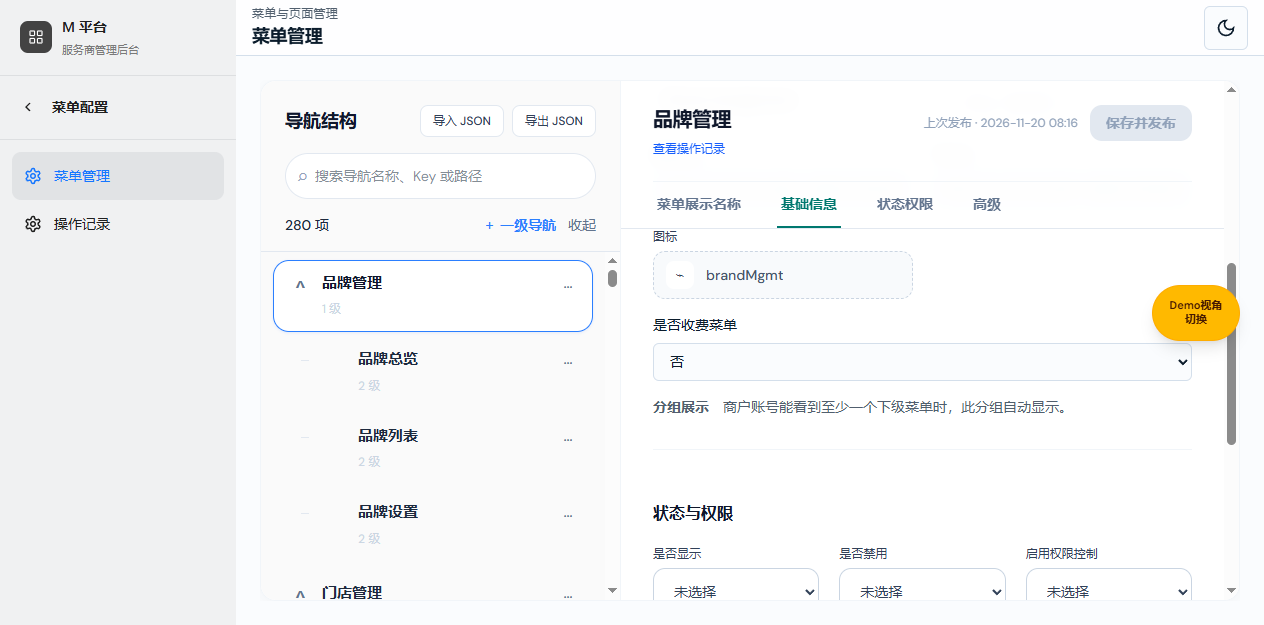 M 平台
服务商管理后台
菜单配置
菜单管理
操作记录
菜单与页面管理
菜单管理
导航结构
导入 JSON
导出 JSON
搜索导航名称、Key 或路径
280 项
+ 一级导航
收起
品牌管理
...
1 级
品牌总览
...
2 级
品牌列表
...
2 级
品牌设置
...
2 级
门店管理
...
品牌管理
查看操作记录
上次发布 · 2026-11-20 08:16
保存并发布
菜单展示名称
基础信息
状态权限
高级
图标
brandMgmt
是否收费菜单
否
分组展示 商户账号能看到至少一个下级菜单时，此分组自动显示。
状态与权限
是否显示
是否禁用
启用权限控制
未选择
未选择
未选择
Demo视角
切换